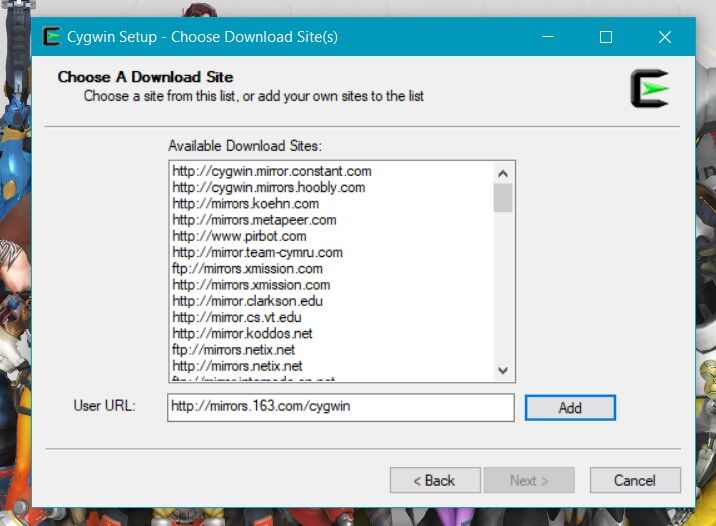 Cygwin Setup - Choose Download Site(s)
Choose A Download Site
Choose a site from this list, or add your own sites to the list
Available Download Sites:
http://cygwin.mirror.constant.com
http://cygwin.mirrors.hoobly.com
http://mirrors.koehn.com
http://mirrors.metapeer.com
http://www.pirbot.com
http://mirror.team-cymru.com
ftp://mirrors.xmission.com
http://mirrors.xmission.com
http://mirror.clarkson.edu
http://mirror.cs.vt.edu
http://mirror.koddos.net
ftp://mirrors.netix.net
http://mirrors.netix.net
User URL: http://mirrors.163.com/cygwin Add
< Back Next > Cancel